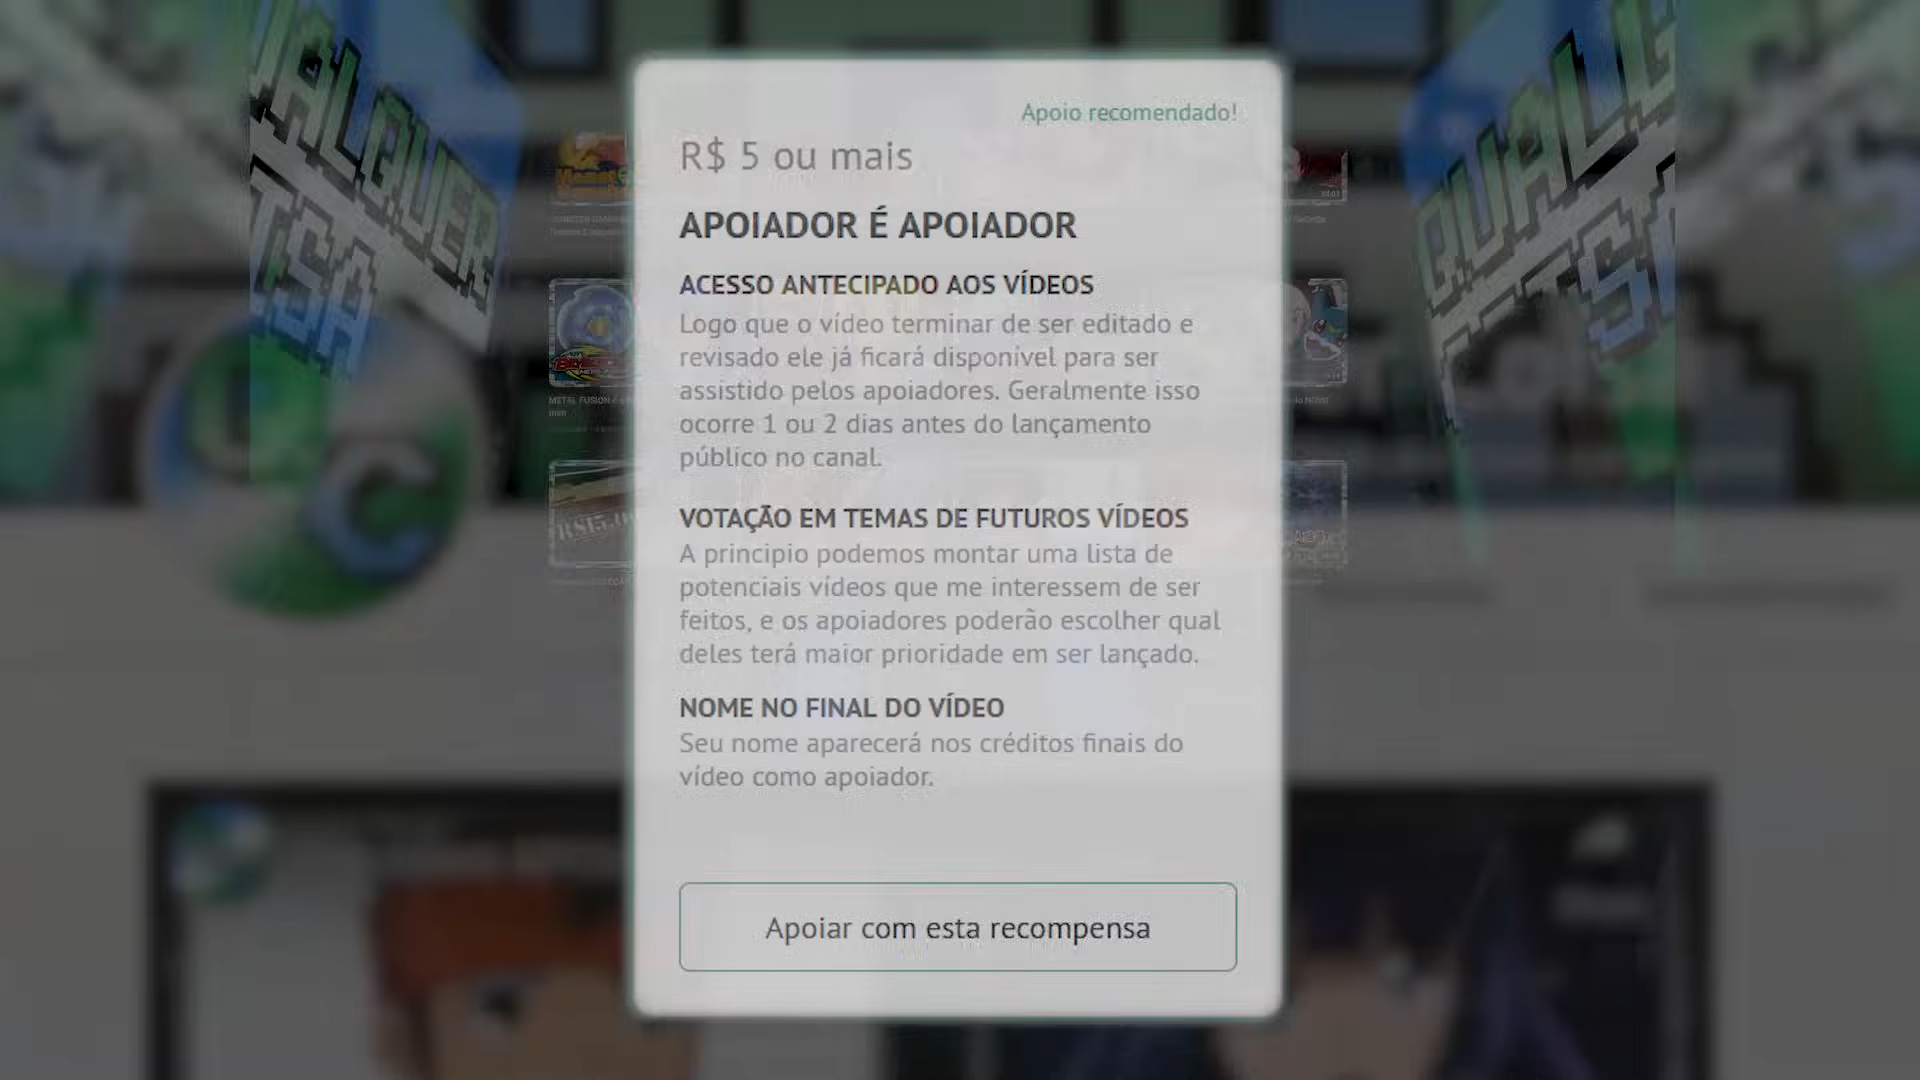 Apoio recomendado!
R$ 5 ou mais
APOIADOR É APOIADOR
ACESSO ANTECIPADO AOS VÍDEOS
Logo que o vídeo terminar de ser editado e
revisado ele já ficará disponível para ser
assistido pelos apoiadores. Geralmente isso
ocorre 1 ou 2 dias antes do lançamento
público no canal.
VOTAÇÃO EM TEMAS DE FUTUROS VÍDEOS
A principio podemos montar uma lista de
potenciais vídeos que me interessem de ser
feitos, e os apoiadores poderão escolher qual
deles terá maior prioridade em ser lançado.
NOME NO FINAL DO VÍDEO
Seu nome aparecerá nos créditos finais do
vídeo como apoiador.
Apoiar com esta recompensa
METAL FUSION